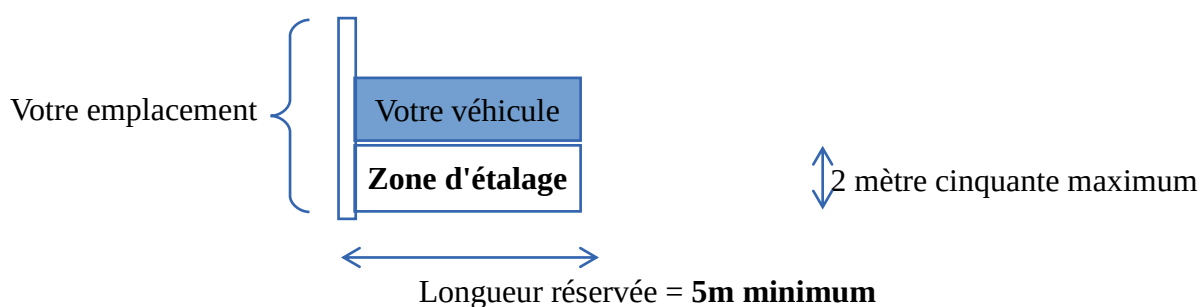 Votre emplacement
Votre véhicule
Zone d'étalage
2 mètre cinquante maximum
Longueur réservée = 5m minimum